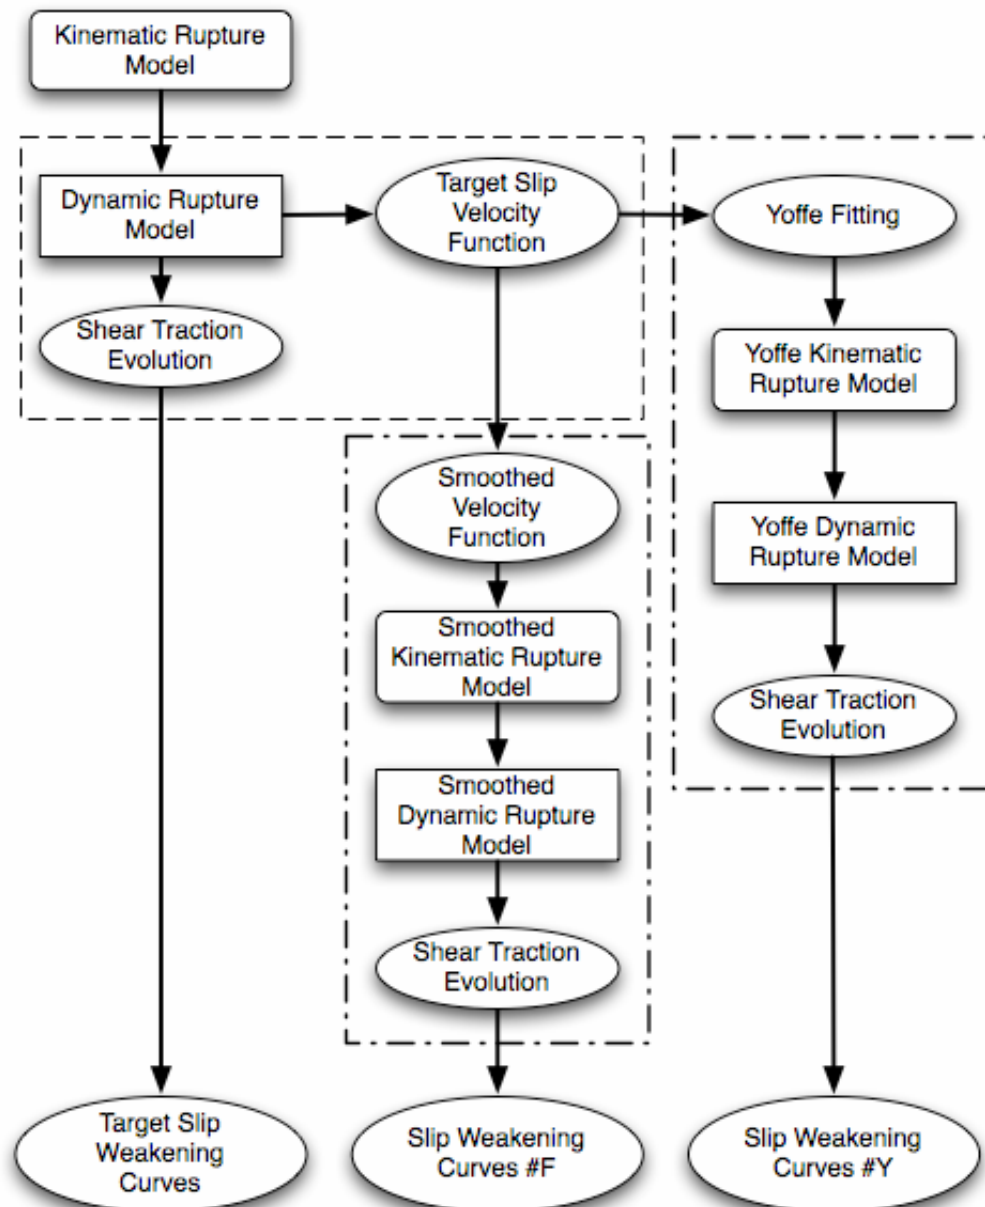 Kinematic Rupture
Model
Dynamic Rupture
Model
Target Slip
Velocity
Function
Yoffe Fitting
Shear Traction
Evolution
Yoffe Kinematic
Rupture Model
Smoothed
Velocity
Function
Yoffe Dynamic
Rupture Model
Smoothed
Kinematic Rupture
Model
Shear Traction
Evolution
Smoothed
Dynamic Rupture
Model
Shear Traction
Evolution
Target Slip
Weakening
Curves
Slip Weakening
Curves #F
Slip Weakening
Curves #Y